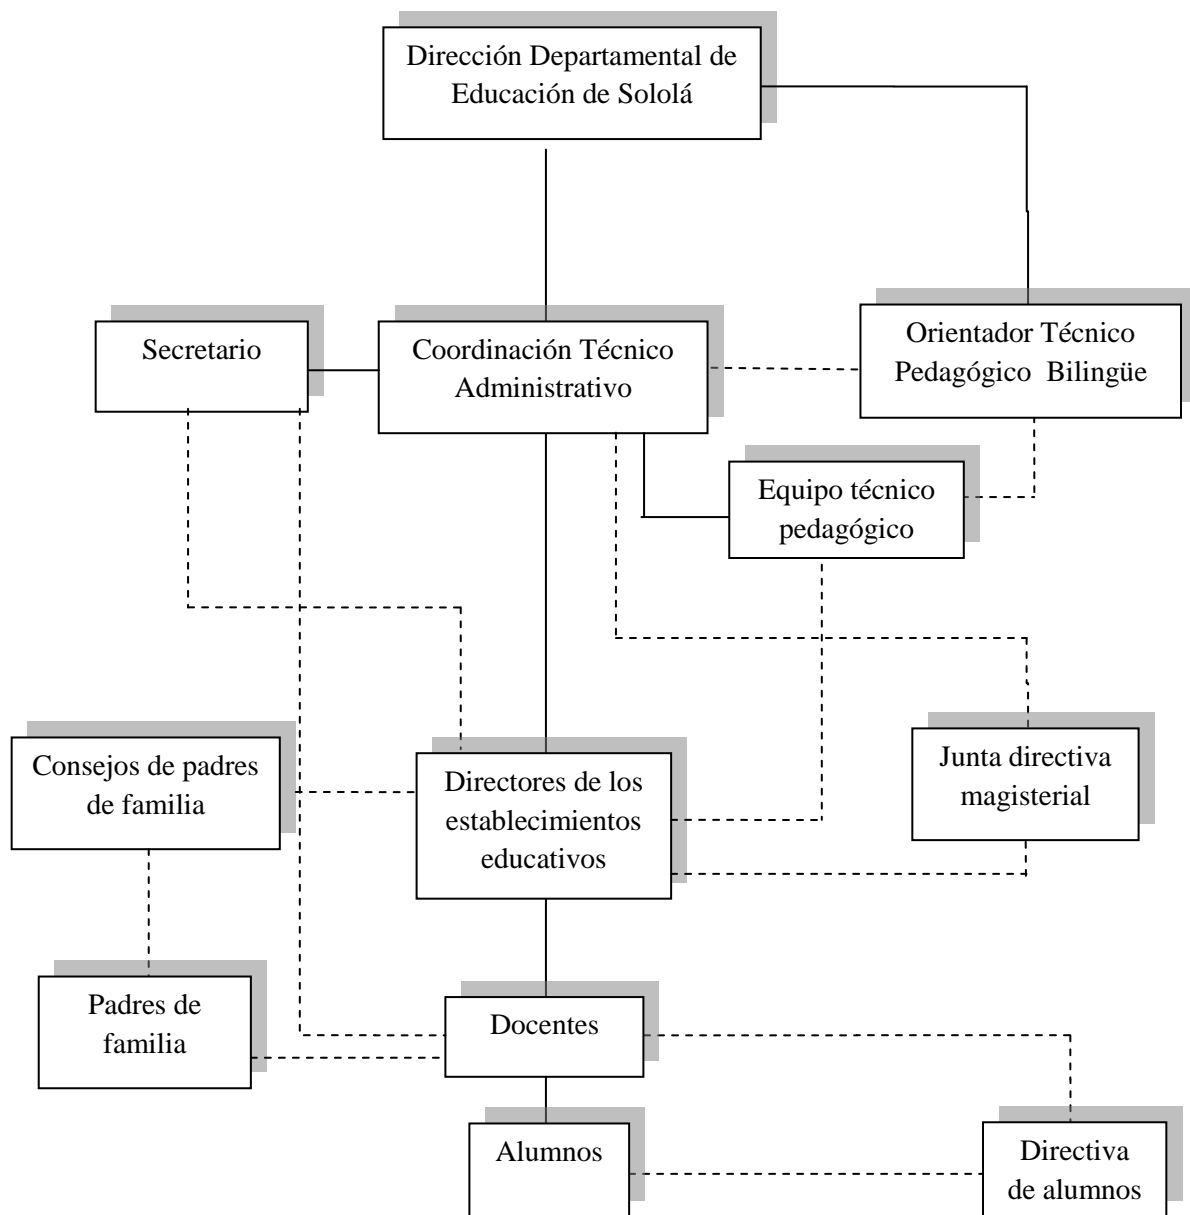 Dirección Departamental de
Educación de Sololá
Secretario
Coordinación Técnico
Administrativo
Orientador Técnico
Pedagógico Bilingüe
Equipo técnico
pedagógico
Consejos de padres
de familia
Directores de los
establecimientos
educativos
Junta directiva
magisterial
Padres de
familia
Docentes
Alumnos
Directiva
de alumnos